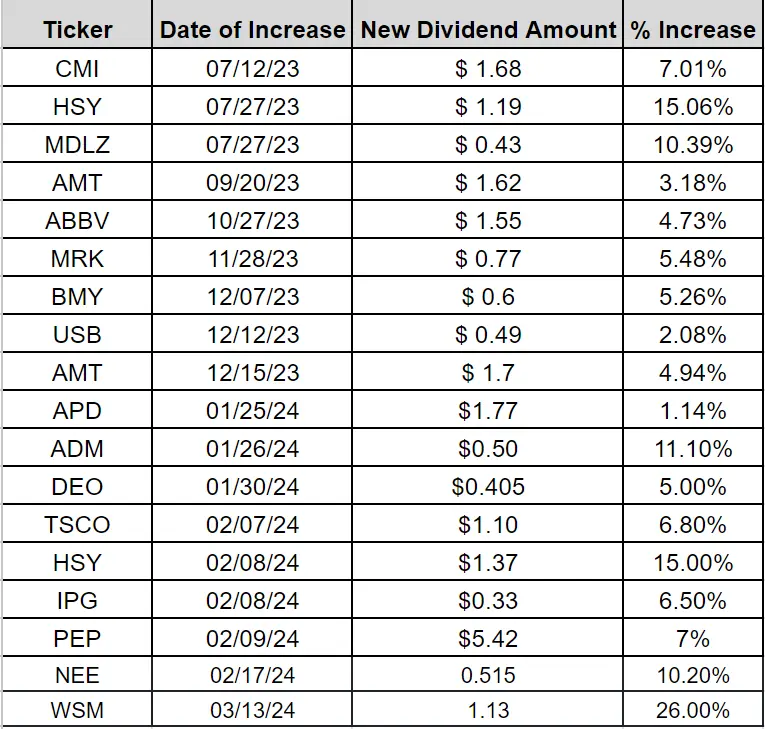 Ticker Date of Increase New Dividend Amount % Increase
CMI 07/12/23 $ 1.68 7.01%
HSY 07/27/23 $ 1.19 15.06%
MDLZ 07/27/23 $ 0.43 10.39%
AMT 09/20/23 $ 1.62 3.18%
ABBV 10/27/23 $ 1.55 4.73%
MRK 11/28/23 $ 0.77 5.48%
BMY 12/07/23 $ 0.6 5.26%
USB 12/12/23 $ 0.49 2.08%
AMT 12/15/23 $ 1.7 4.94%
APD 01/25/24 $1.77 1.14%
ADM 01/26/24 $0.50 11.10%
DEO 01/30/24 $0.405 5.00%
TSCO 02/07/24 $1.10 6.80%
HSY 02/08/24 $1.37 15.00%
IPG 02/08/24 $0.33 6.50%
PEP 02/09/24 $5.42 7%
NEE 02/17/24 0.515 10.20%
WSM 03/13/24 1.13 26.00%